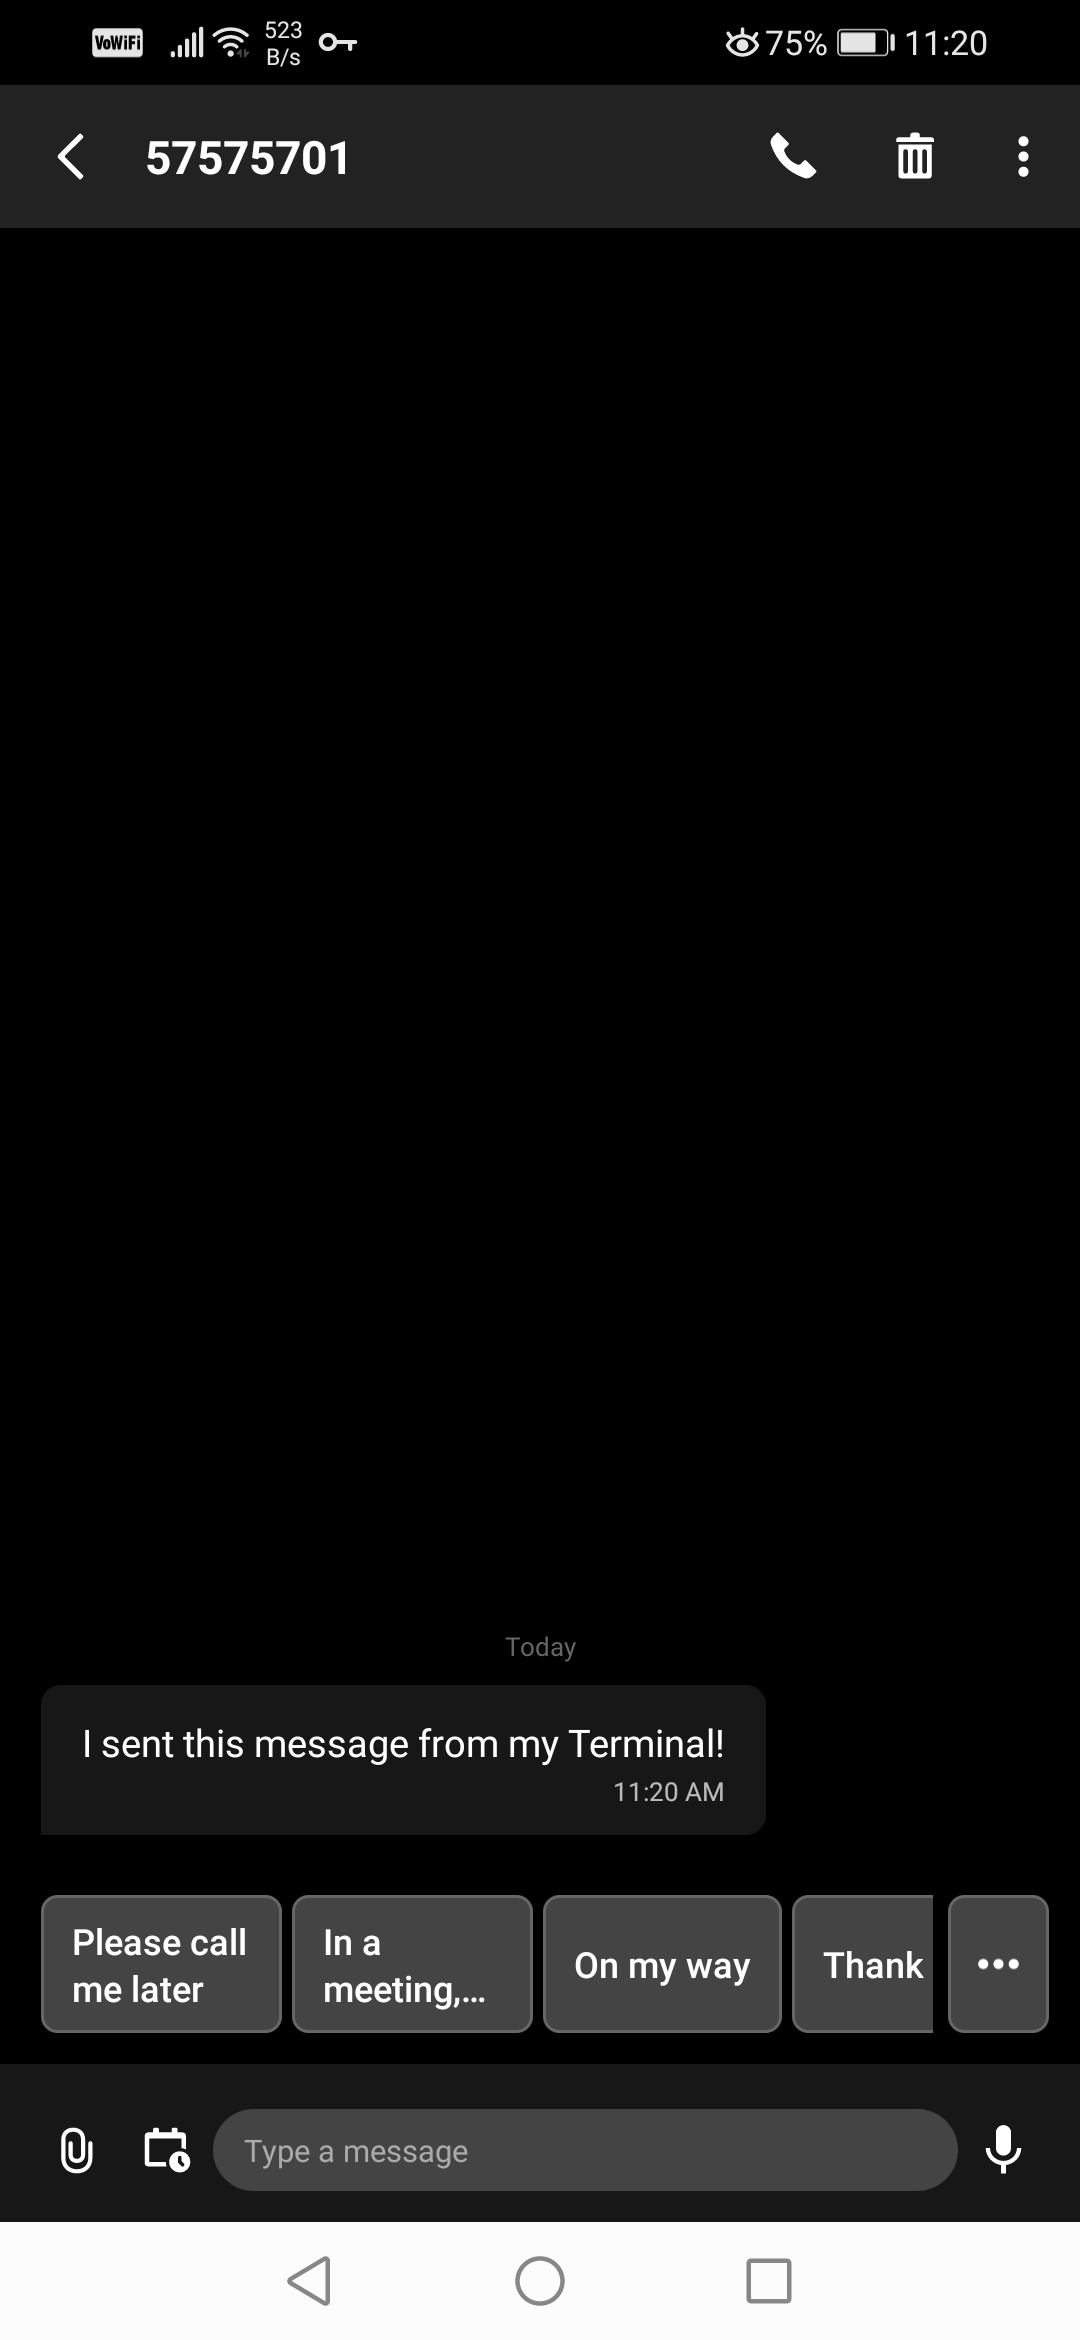 VoWiFi 523 75% 11:20
B/s
57575701
Today
I sent this message from my Terminal!
11:20 AM
Please call
me later
In a
meeting,...
On my way
Thank
Type a message